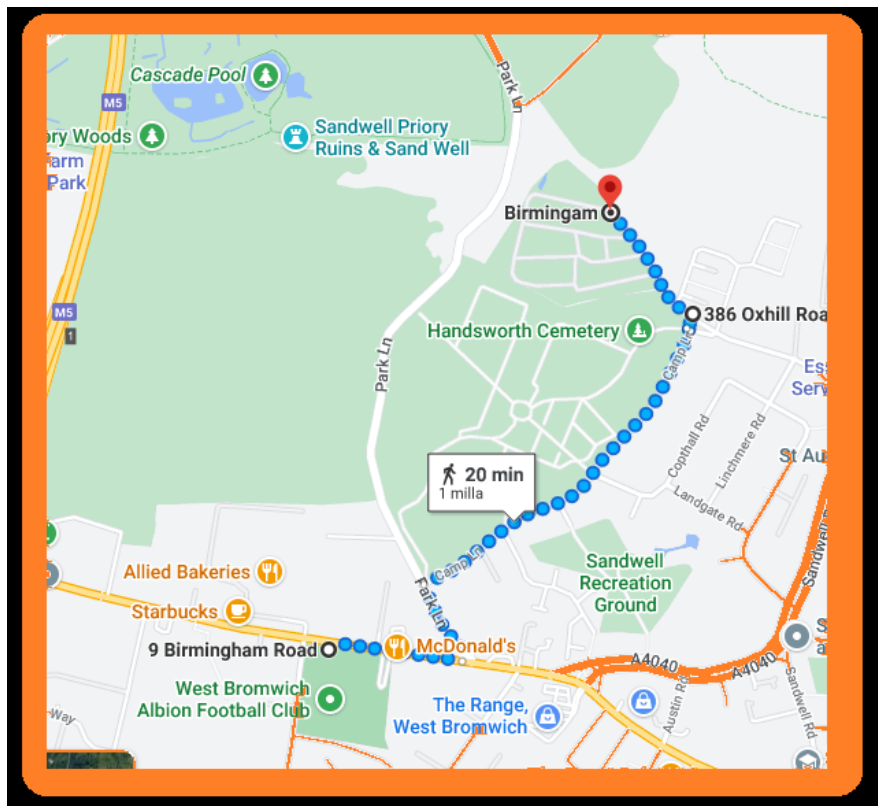 Park Ln
Cascade Pool
M5
ory Woods
arm
Park
Sandwell Priory
Ruins & Sand Well
Birmingam
M5
1
386 Oxhill Roa
Handsworth Cemetery
Park Ln
Camp Ln
Ess
Serv
Copthall Rd
Linchmere Rd
St Au
20 min
1 milla
Landgate Rd
Sandwell
Camp Ln
Sandwell
Recreation
Ground
Allied Bakeries
Starbucks
Park Ln
9 Birmingham Road
McDonald's
S
a
A4040
A4040
West Bromwich
Albion Football Club
The Range,
West Bromwich
Austin Rd
Sandwell Rd
Way